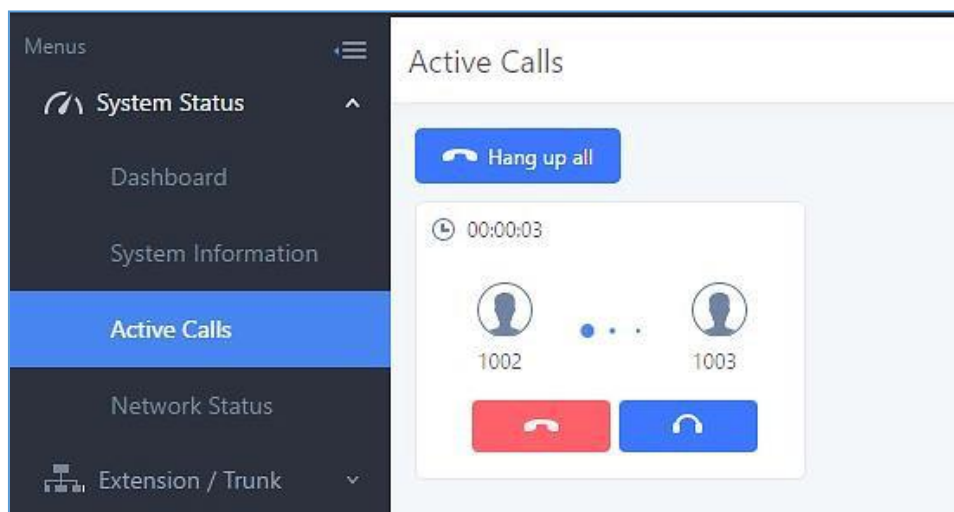 Menus
System Status
Dashboard
System Information
Active Calls
Network Status
Extension / Trunk
Active Calls
Hang up all
00:00:03
1002
1003